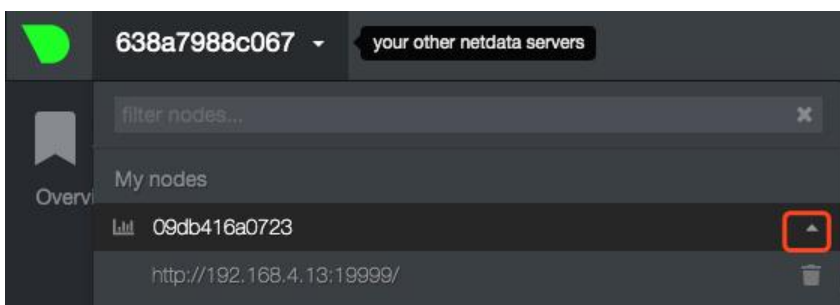 638a7988c067
your other netdata servers
filter nodes...
Overvi
My nodes
09db416a0723
http://192.168.4.13:19999/